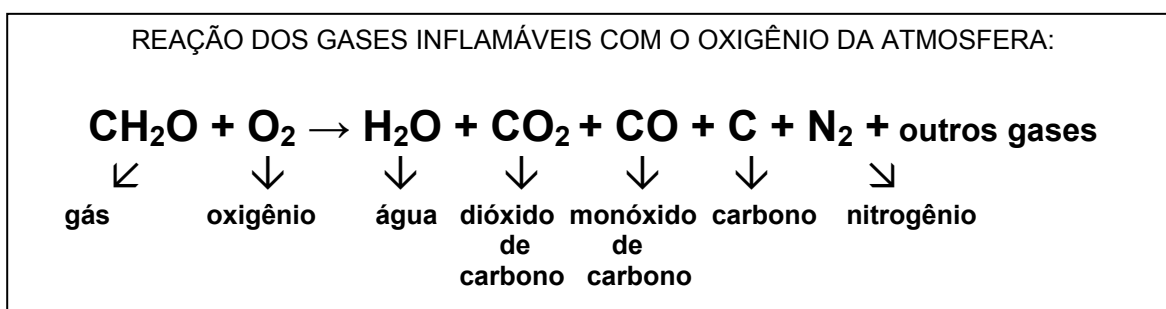 REAÇÃO DOS GASES INFLAMÁVEIS COM O OXIGÊNIO DA ATMOSFERA:
CH₂O + O₂ → H₂O + CO₂ + CO + C + N₂ + outros gases
gás oxigênio água dióxido monóxido carbono nitrogênio
de de
carbono carbono